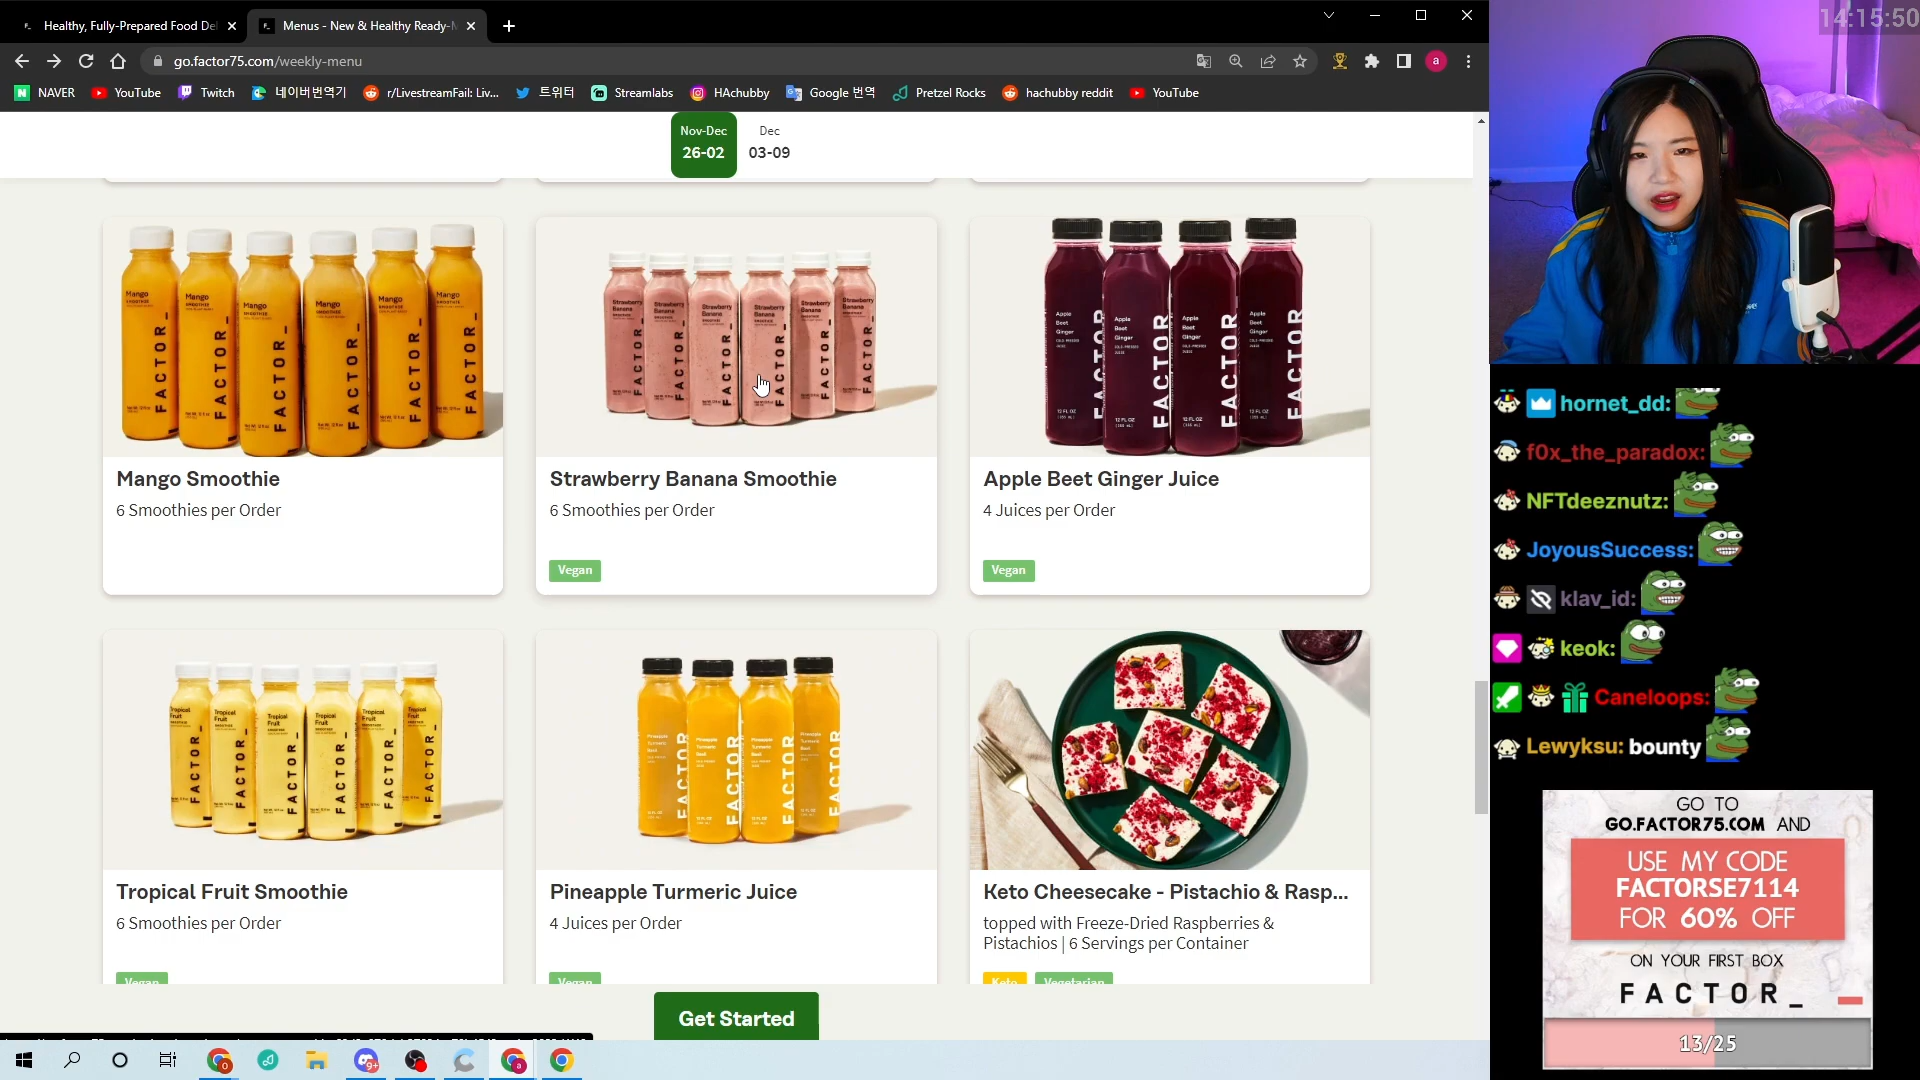 Healthy, Fully-Prepared Food Del
Menus - New & Healthy Ready-M
14:15:50
go.factor75.com/weekly-menu
NAVER
YouTube
Twitch
네이버번역기
r/LivestreamFail: Liv...
트위터
Streamlabs
HAchubby
Google 번역
Pretzel Rocks
hachubby reddit
YouTube
Nov-Dec
26-02
Dec
03-09
Mango Smoothie
6 Smoothies per Order
Strawberry Banana Smoothie
6 Smoothies per Order
Vegan
Apple Beet Ginger Juice
4 Juices per Order
Vegan
Tropical Fruit Smoothie
6 Smoothies per Order
Vegan
Pineapple Turmeric Juice
4 Juices per Order
Vegan
Keto Cheesecake - Pistachio & Rasp...
topped with Freeze-Dried Raspberries &
Pistachios | 6 Servings per Container
Keto
Vegetarian
Get Started
hornet_dd:
f0x_the_paradox:
NFTdeeznutz:
JoyousSuccess:
klav_id:
keok:
Caneloops:
Lewyksu: bounty
GO TO
GO.FACTOR75.COM AND
USE MY CODE
FACTORSE7114
FOR 60% OFF
ON YOUR FIRST BOX
FACTOR_
13/25